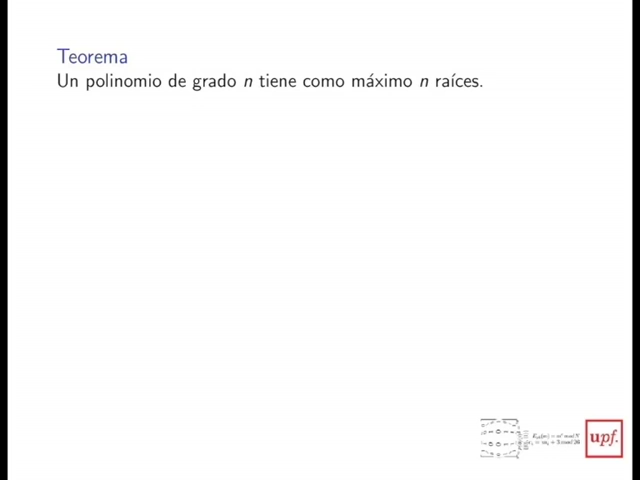 Teorema
Un polinomio de grado n tiene como máximo n raíces.
upf.